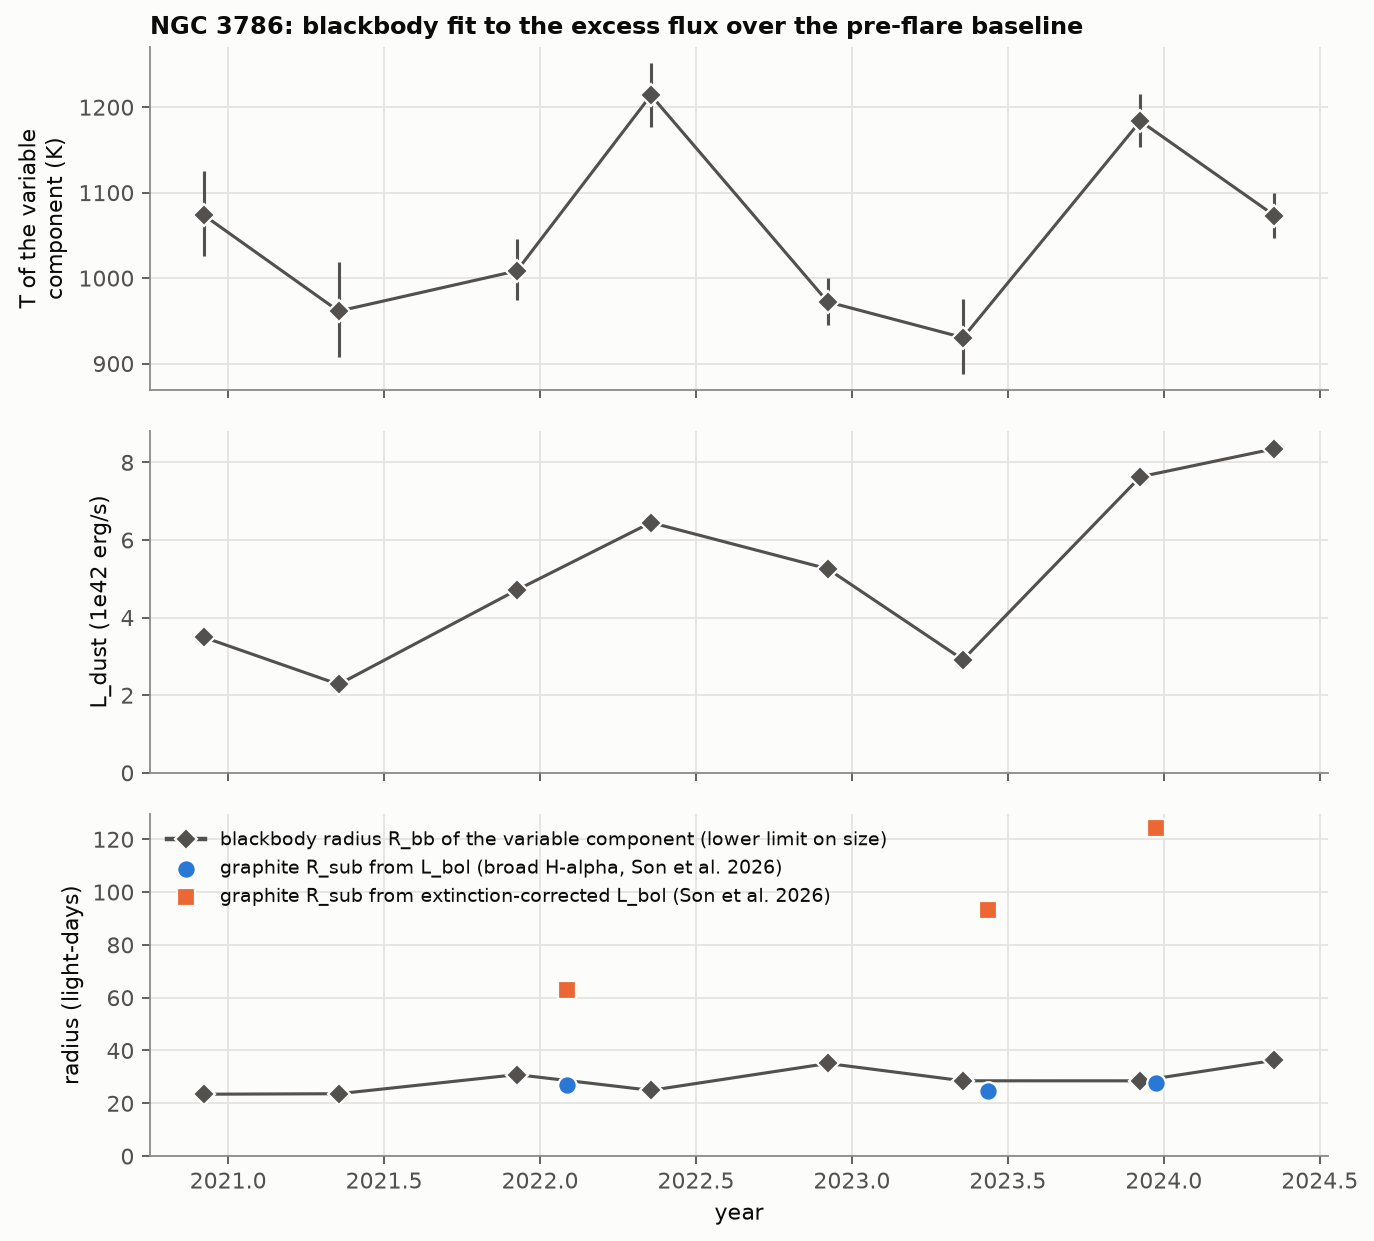 NGC 3786: blackbody fit to the excess flux over the pre-flare baseline
T of the variable
component (K)
1200
1100
1000
900
L_dust (1e42 erg/s)
8
6
4
2
0
radius (light-days)
120
100
80
60
40
20
0
blackbody radius R_bb of the variable component (lower limit on size)
graphite R_sub from L_bol (broad H-alpha, Son et al. 2026)
graphite R_sub from extinction-corrected L_bol (Son et al. 2026)
2021.0 2021.5 2022.0 2022.5 2023.0 2023.5 2024.0 2024.5
year